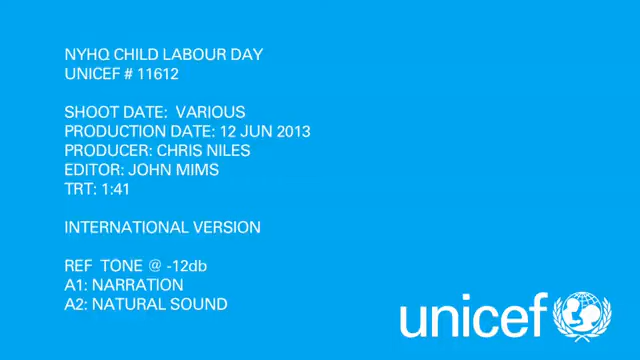 NYHQ CHILD LABOUR DAY
UNICEF # 11612
SHOOT DATE:  VARIOUS
PRODUCTION DATE: 12 JUN 2013
PRODUCER: CHRIS NILES
EDITOR: JOHN MIMS
TRT: 1:41
INTERNATIONAL VERSION
REF  TONE @ -12db
A1: NARRATION
A2: NATURAL SOUND
unicef